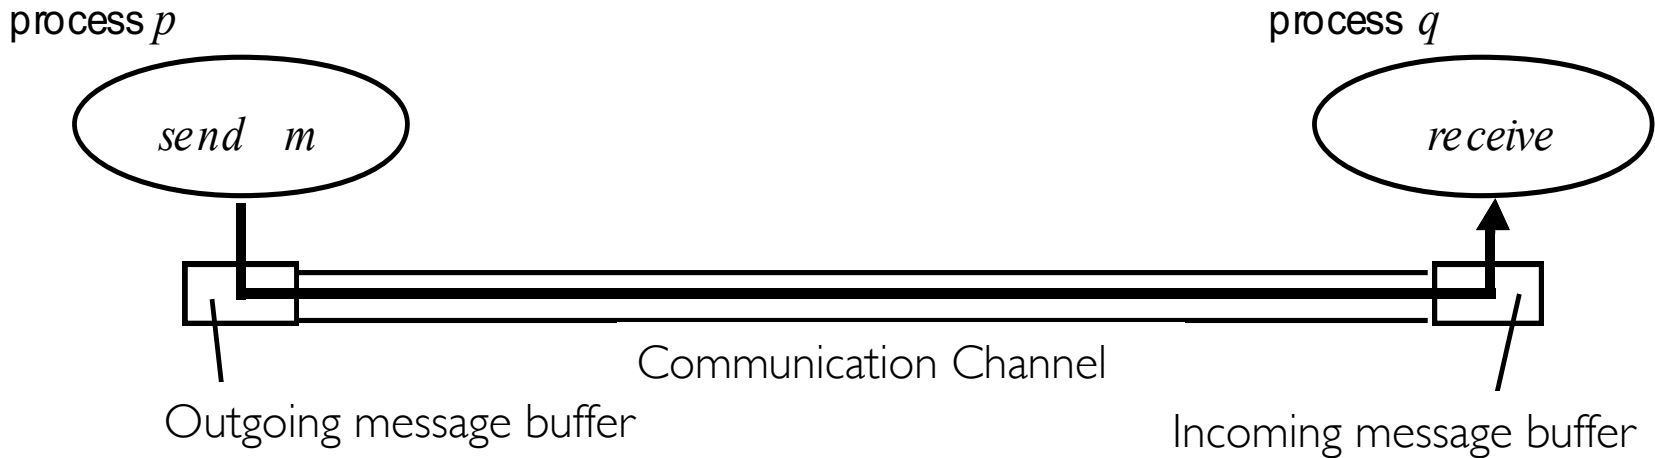 process p
process q
send m
receive
Communication Channel
Outgoing message buffer
Incoming message buffer